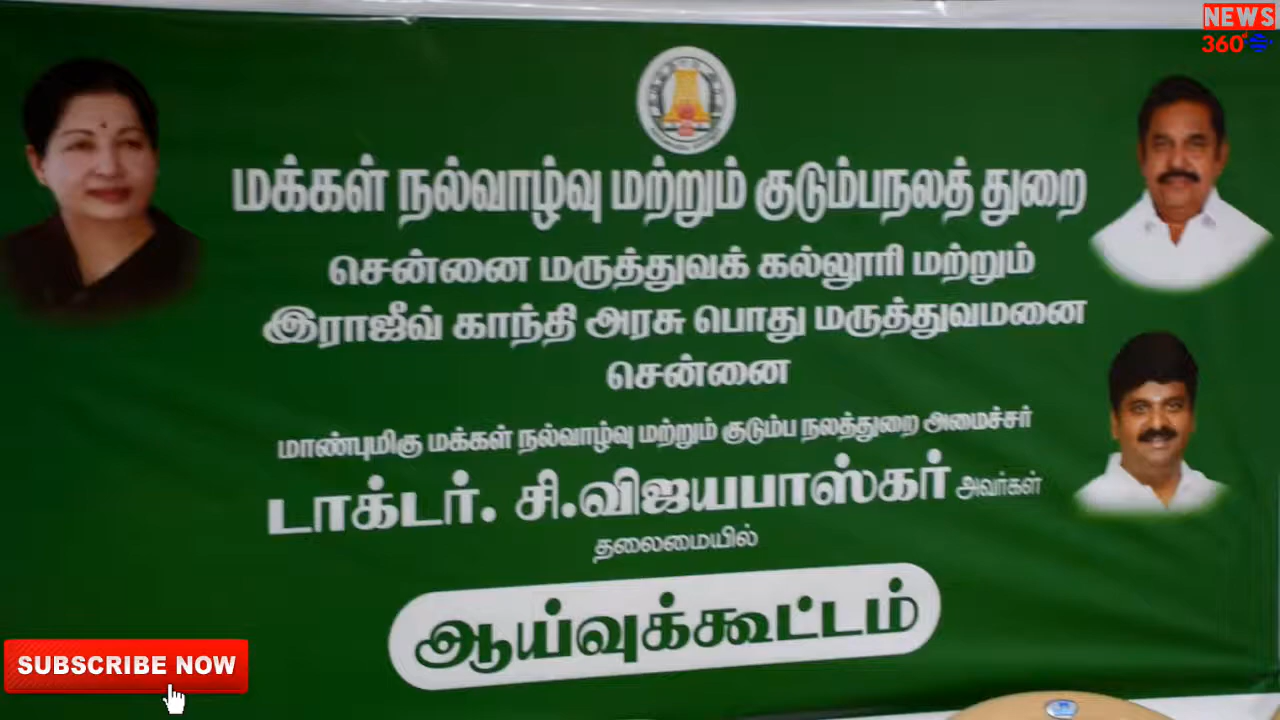 NEWS
360
மக்கள் நல்வாழ்வு மற்றும் குடும்பநலத் துறை
சென்னை மருத்துவக் கல்லூரி மற்றும்
இராஜீவ் காந்தி அரசு பொது மருத்துவமனை
சென்னை
மாண்புமிகு மக்கள் நல்வாழ்வு மற்றும் குடும்ப நலத்துறை அமைச்சர்
டாக்டர். சி.விஜயபாஸ்கர் அவர்கள்
தலைமையில்
ஆய்வுக்கூட்டம்
SUBSCRIBE NOW